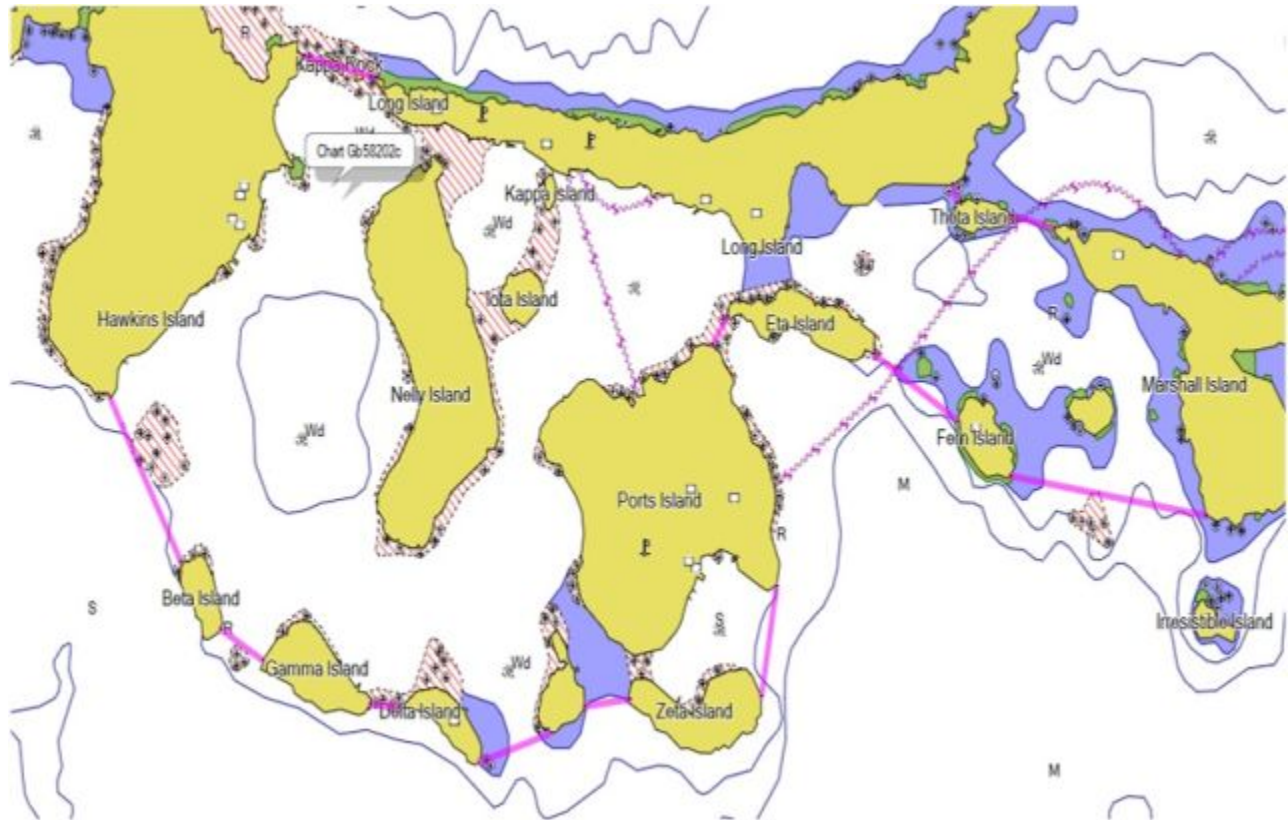 R
Kappa Rock
Long Island
Wd
Chart Gb58202c
Kappa Island
Wd
Theta Island
Long Island
Iota Island
Hawkins Island
Eta Island
R
Wd
Nelly Island
Marshall Island
Wd
Fern Island
M
Ports Island
R
Beta Island
S
R
S
Irresistible Island
Gamma Island
Wd
Delta Island
Zeta Island
M